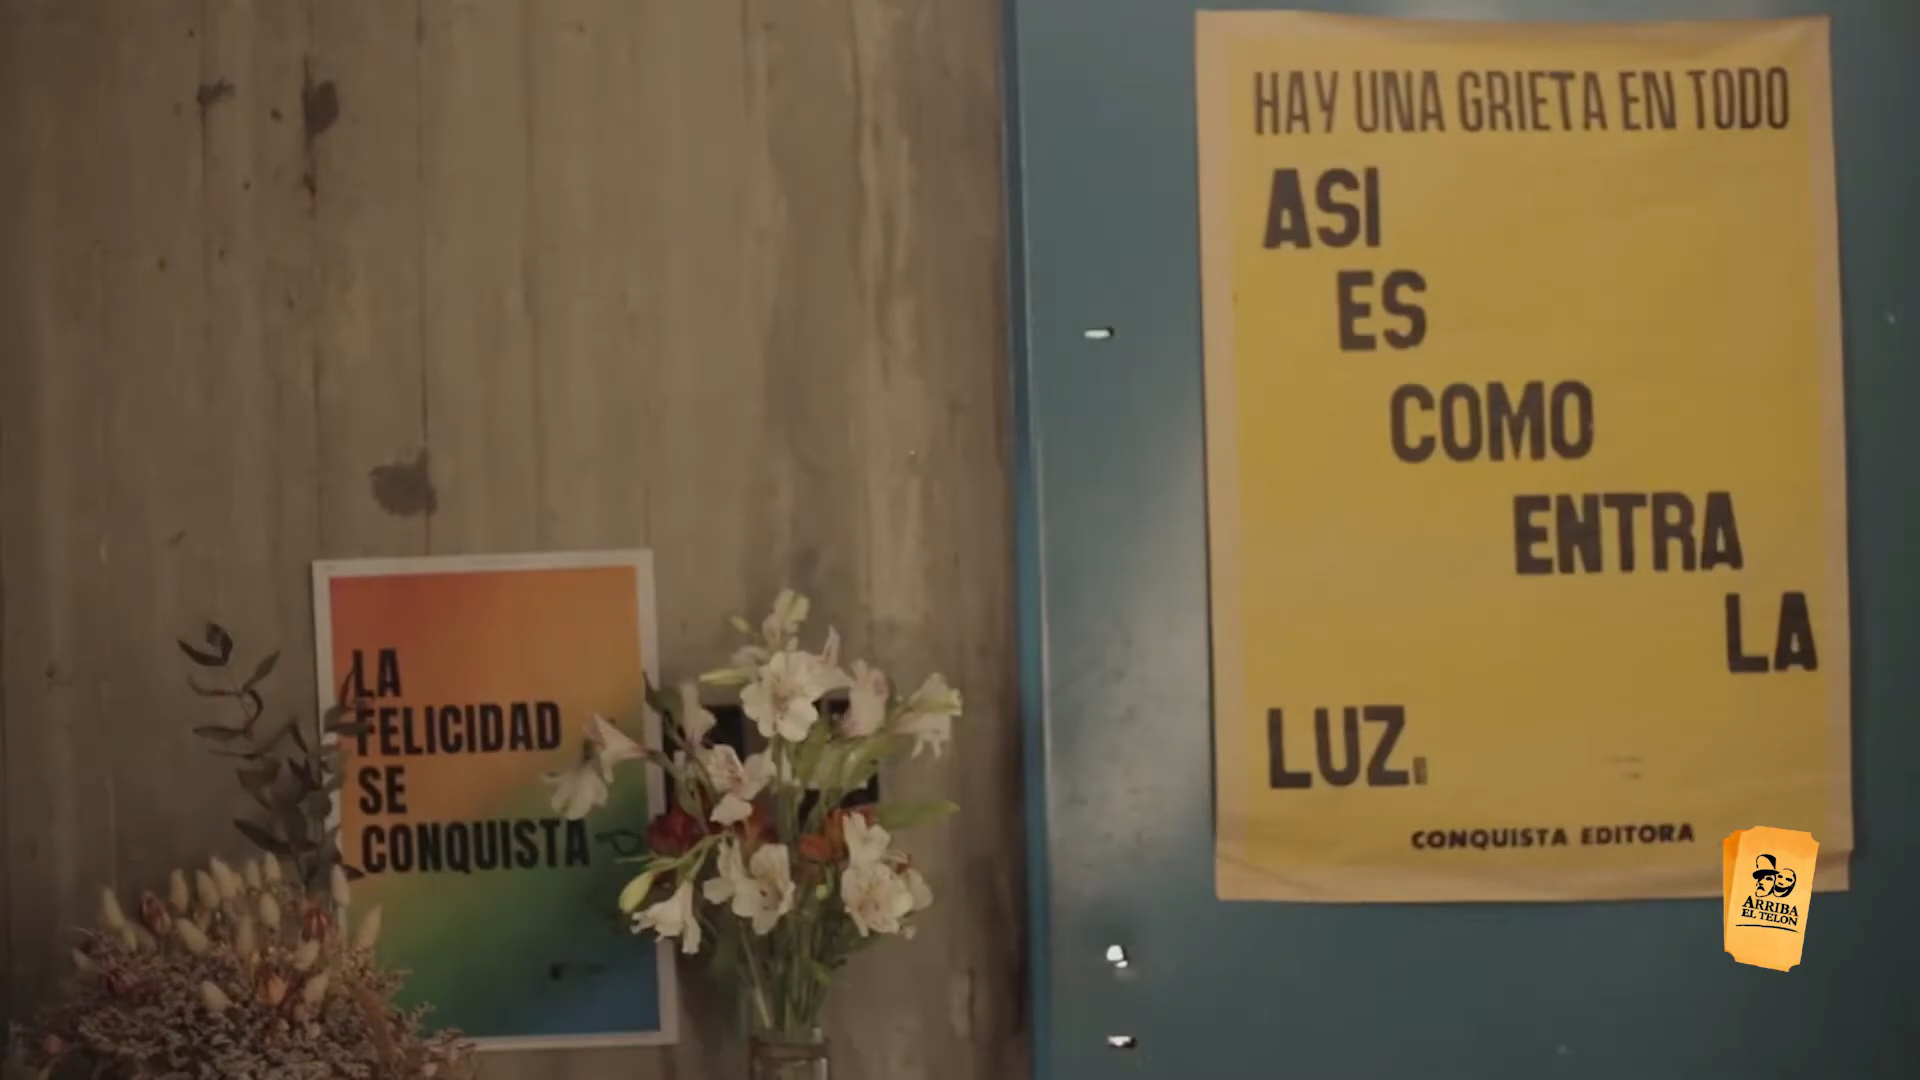 HAY UNA GRIETA EN TODO
ASI
ES
COMO
ENTRA
LA
LUZ.
CONQUISTA EDITORA
LA
FELICIDAD
SE
CONQUISTA
ARRIBA
EL TELON